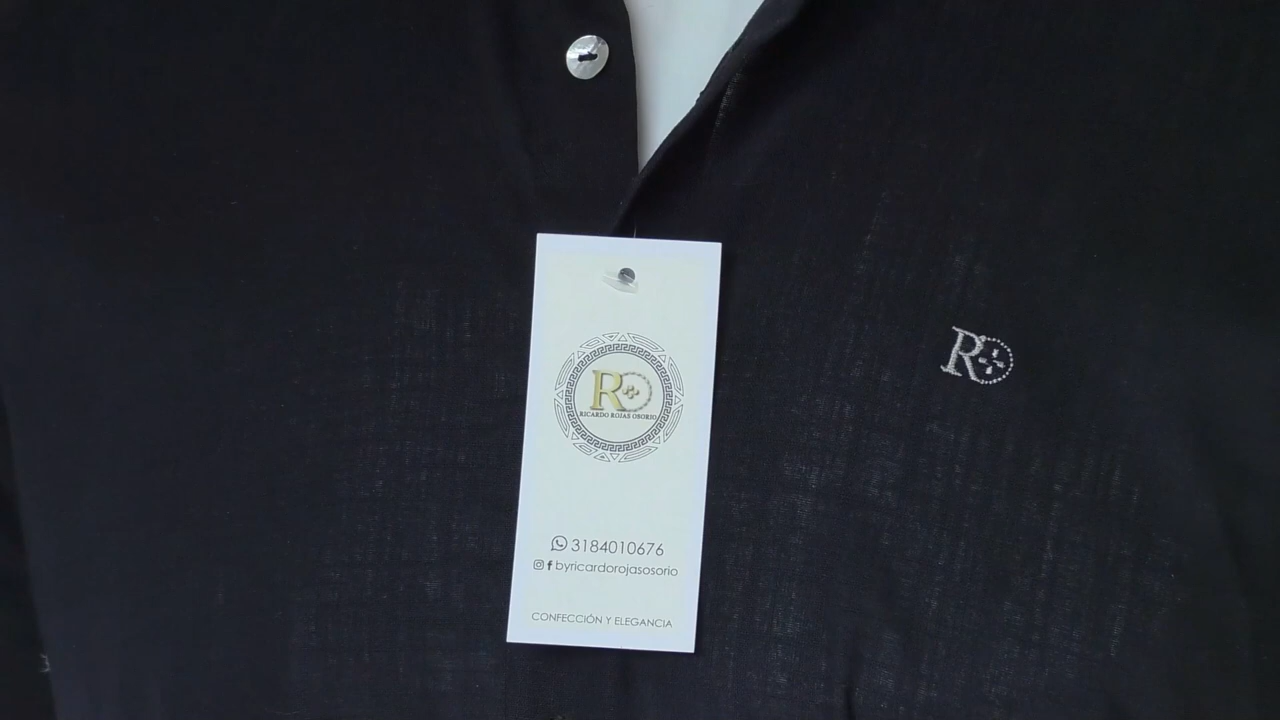 R
RICARDO ROJAS OSORIO
3184010676
byricardorojasosorio
CONFECCIÓN Y ELEGANCIA
R